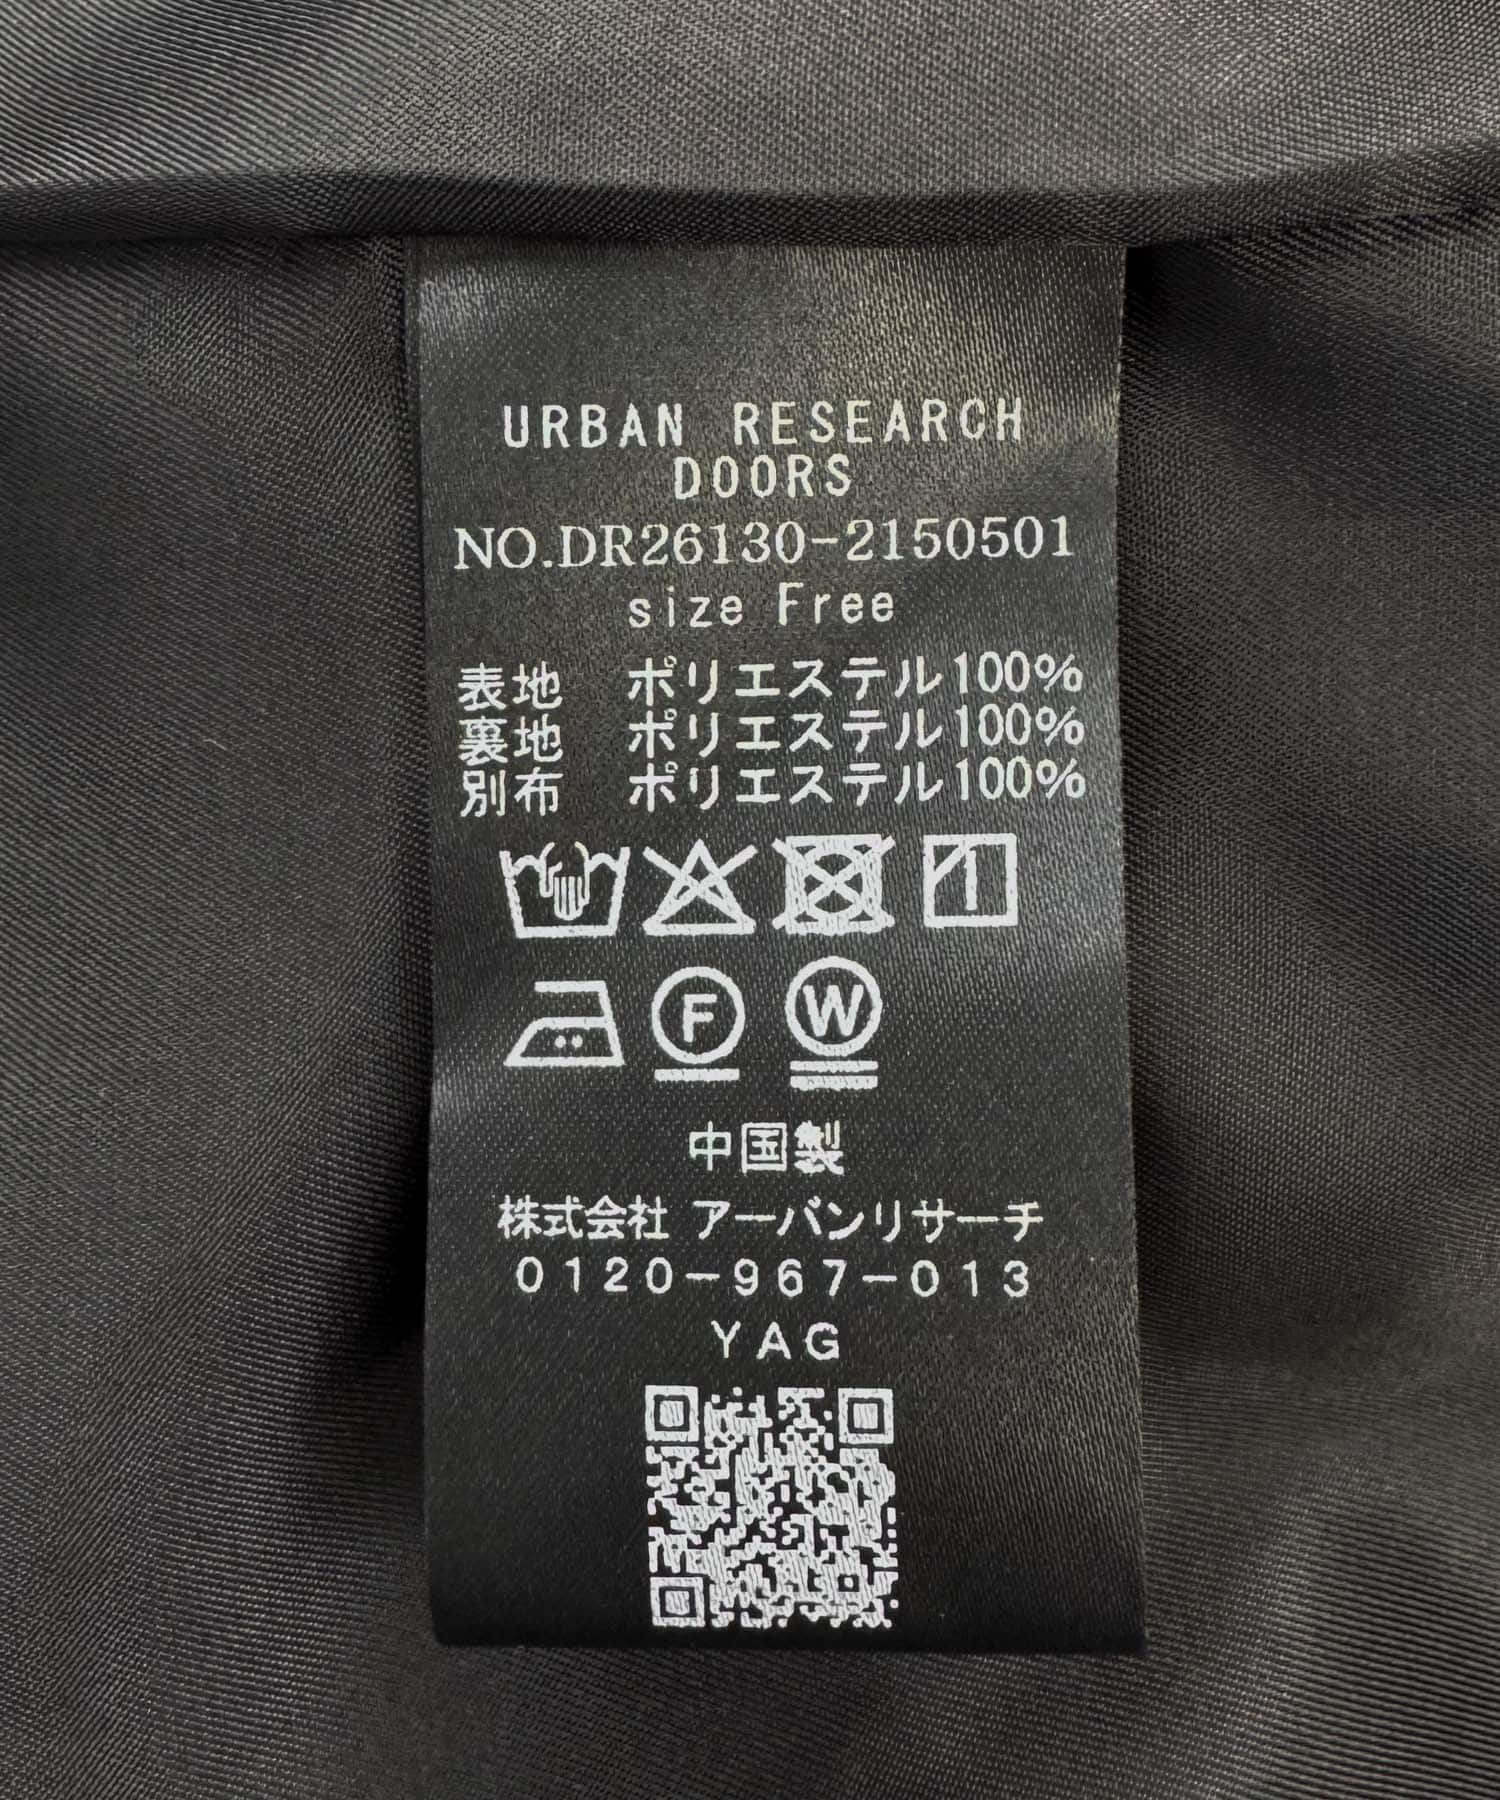 URBAN RESEARCH
DOORS
NO.DR26130-2150501
size Free
表地 ポリエステル100%
裏地 ポリエステル100%
別布 ポリエステル100%
F W
中国製
株式会社 アーバンリサーチ
0120-967-013
YAG